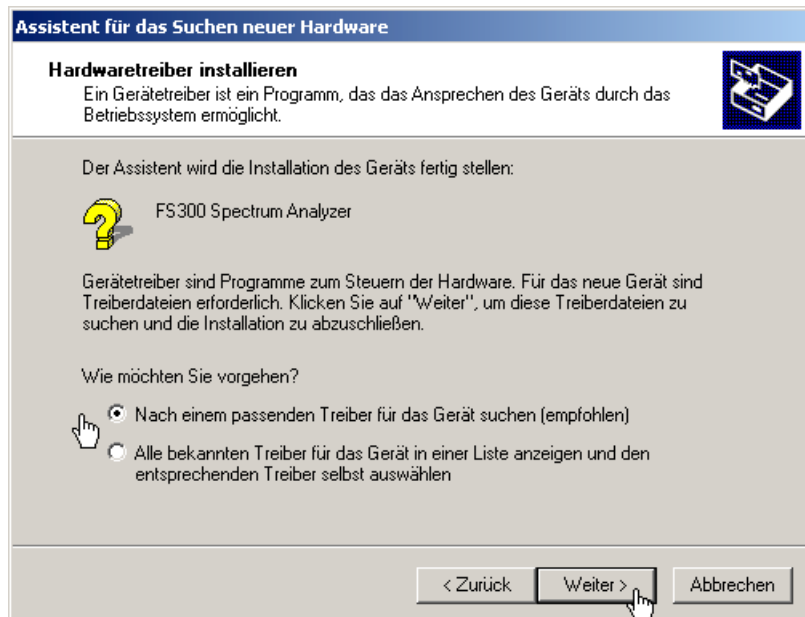 Assistent für das Suchen neuer Hardware
Hardwaretreiber installieren
Ein Gerätetreiber ist ein Programm, das das Ansprechen des Geräts durch das
Betriebssystem ermöglicht.
Der Assistent wird die Installation des Geräts fertig stellen:
FS300 Spectrum Analyzer
Gerätetreiber sind Programme zum Steuern der Hardware. Für das neue Gerät sind
Treiberdateien erforderlich. Klicken Sie auf "Weiter", um diese Treiberdateien zu
suchen und die Installation zu abzuschließen.
Wie möchten Sie vorgehen?
Nach einem passenden Treiber für das Gerät suchen (empfohlen)
Alle bekannten Treiber für das Gerät in einer Liste anzeigen und den
entsprechenden Treiber selbst auswählen
< Zurück Weiter > Abbrechen